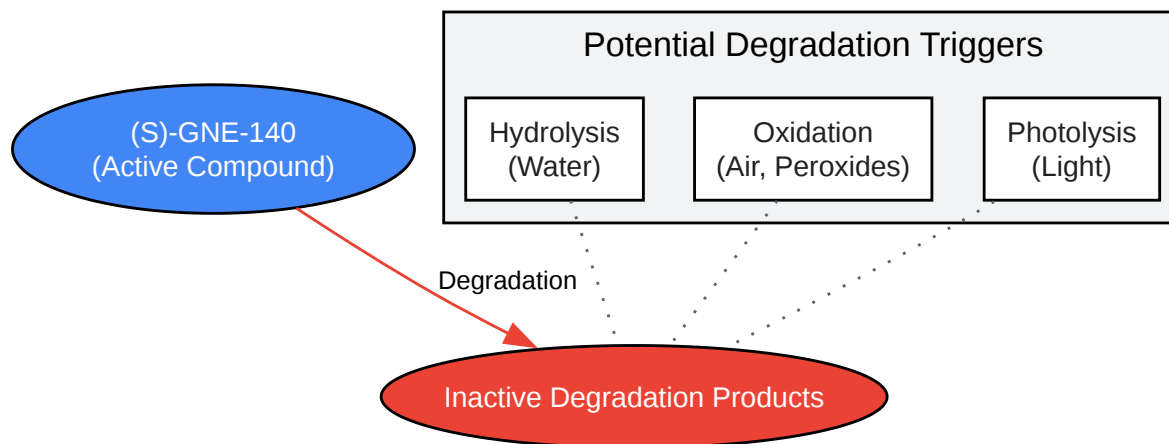 Potential Degradation Triggers
(S)-GNE-140
(Active Compound)
Hydrolysis
(Water)
Oxidation
(Air, Peroxides)
Photolysis
(Light)
Degradation
Inactive Degradation Products